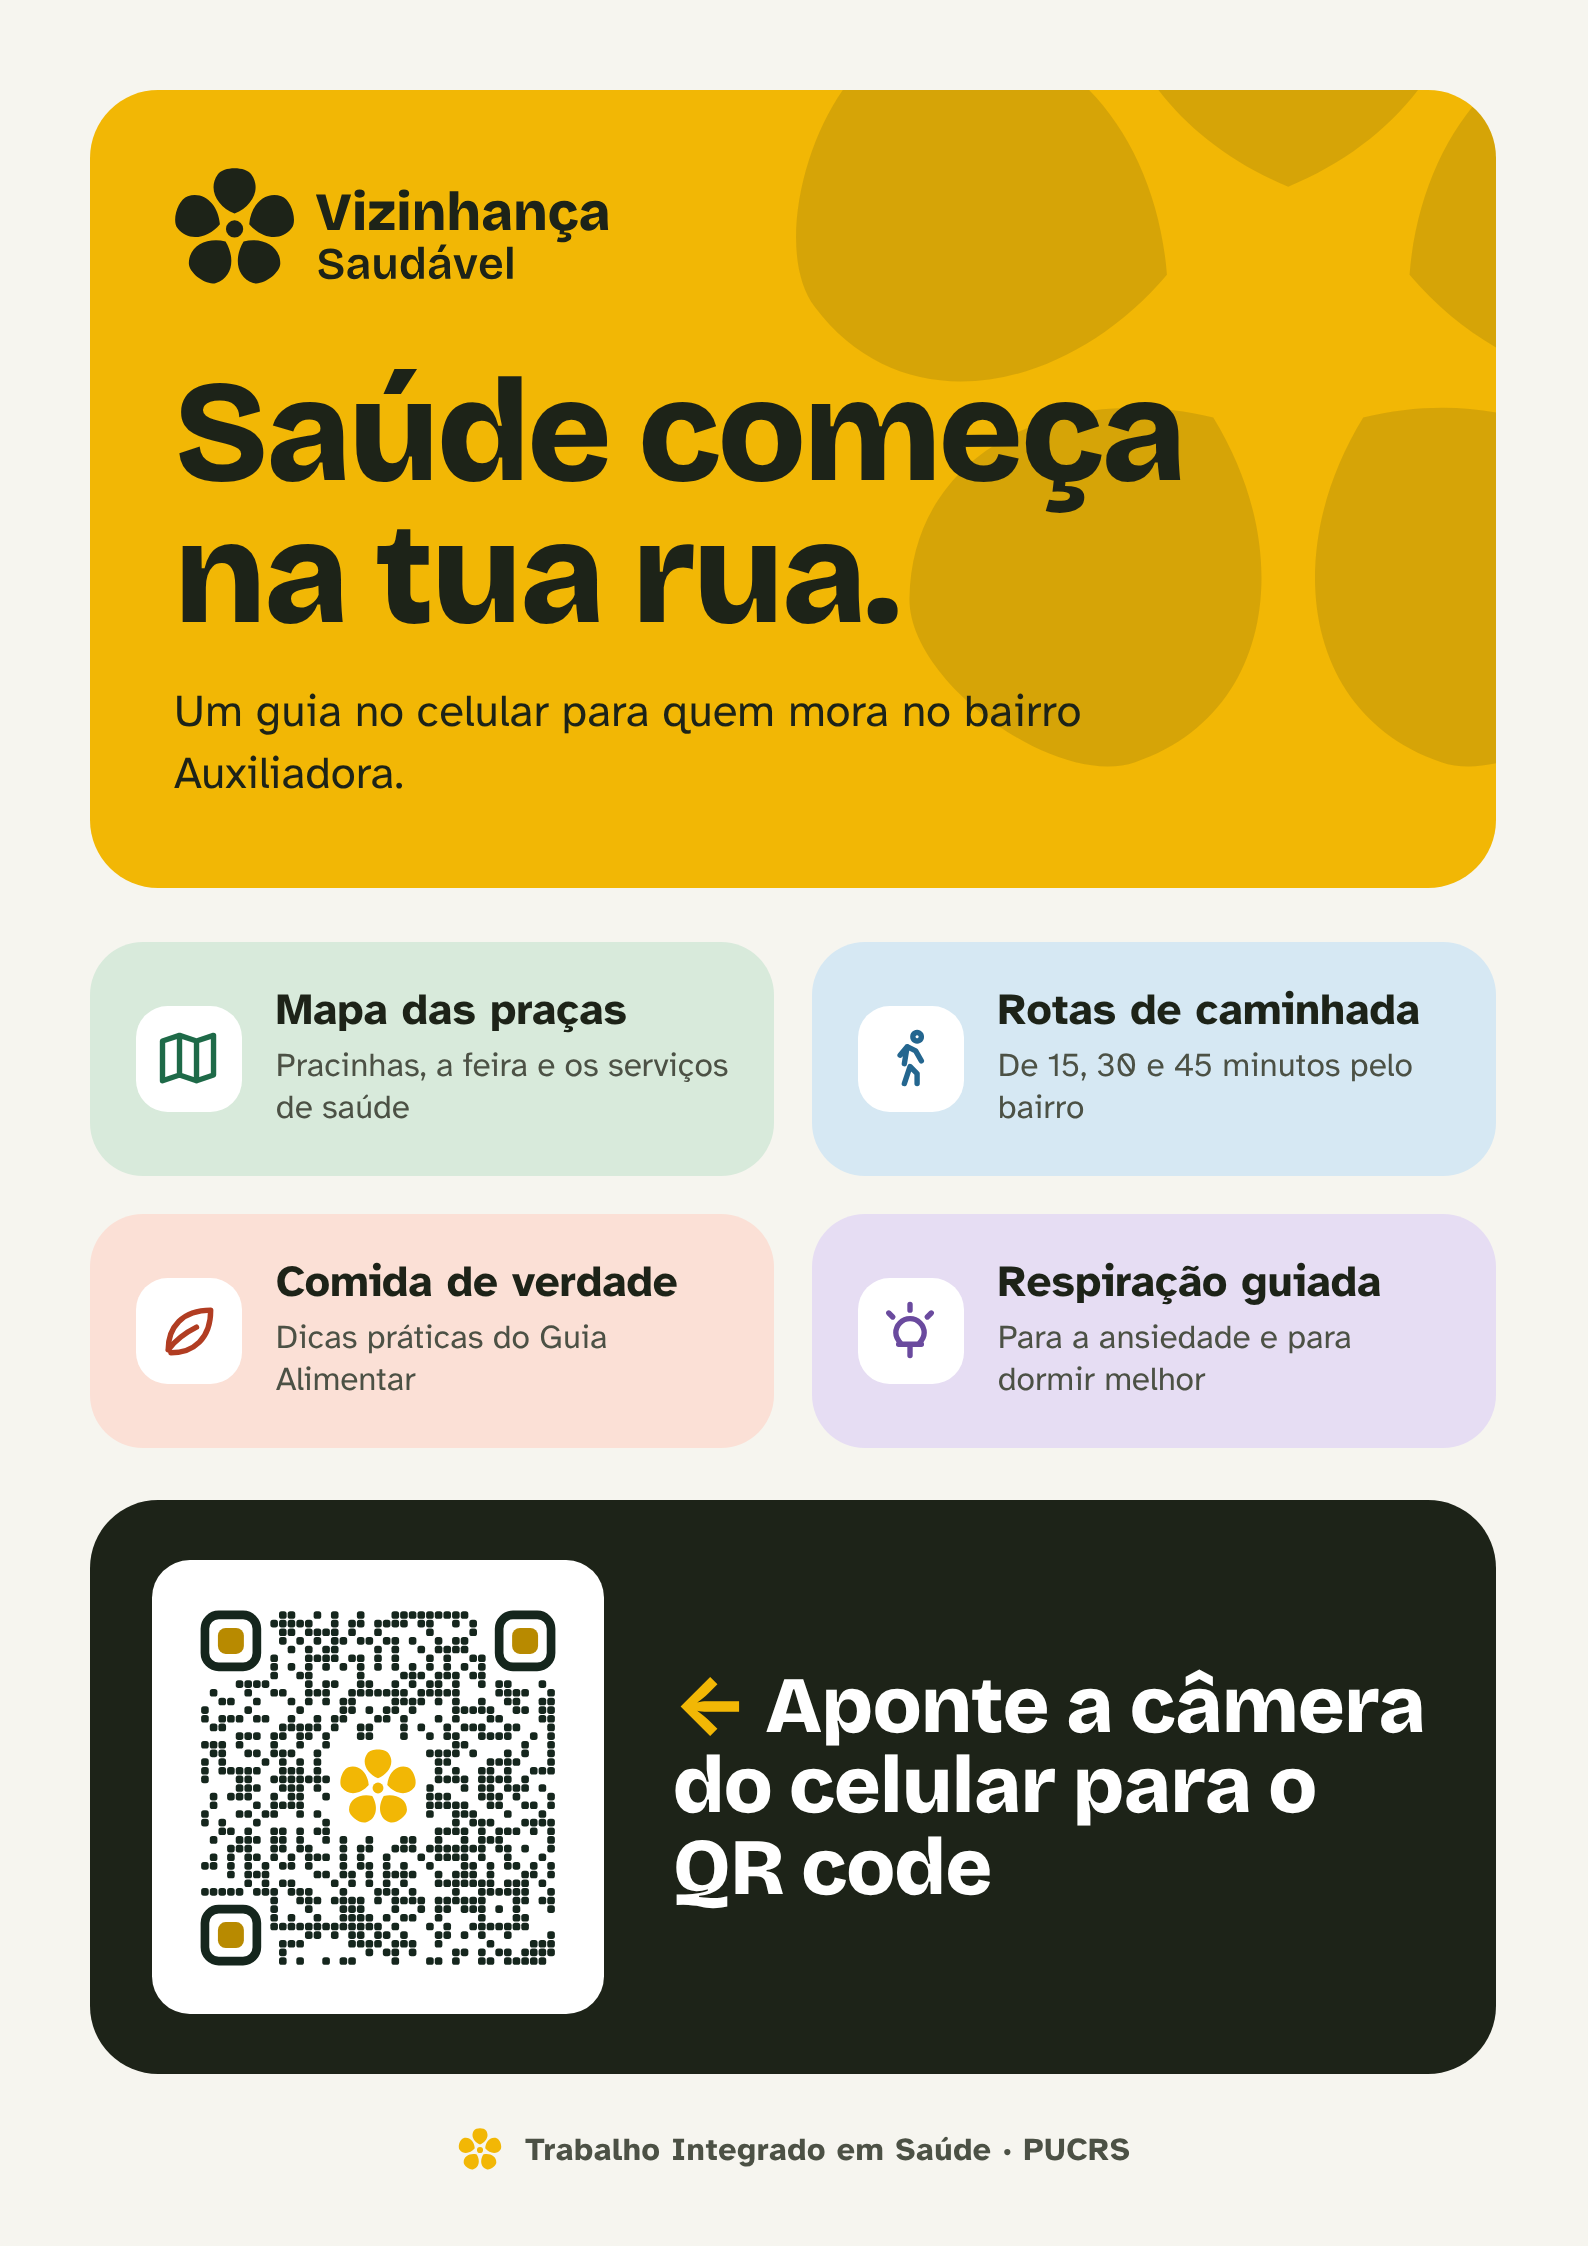 Vizinhança
Saudável
Saúde começa
na tua rua.
Um guia no celular para quem mora no bairro
Auxiliadora.
Mapa das praças
Pracinhas, a feira e os serviços
de saúde
Rotas de caminhada
De 15, 30 e 45 minutos pelo
bairro
Comida de verdade
Dicas práticas do Guia
Alimentar
Respiração guiada
Para a ansiedade e para
dormir melhor
← Aponte a câmera
do celular para o
QR code
Trabalho Integrado em Saúde · PUCRS